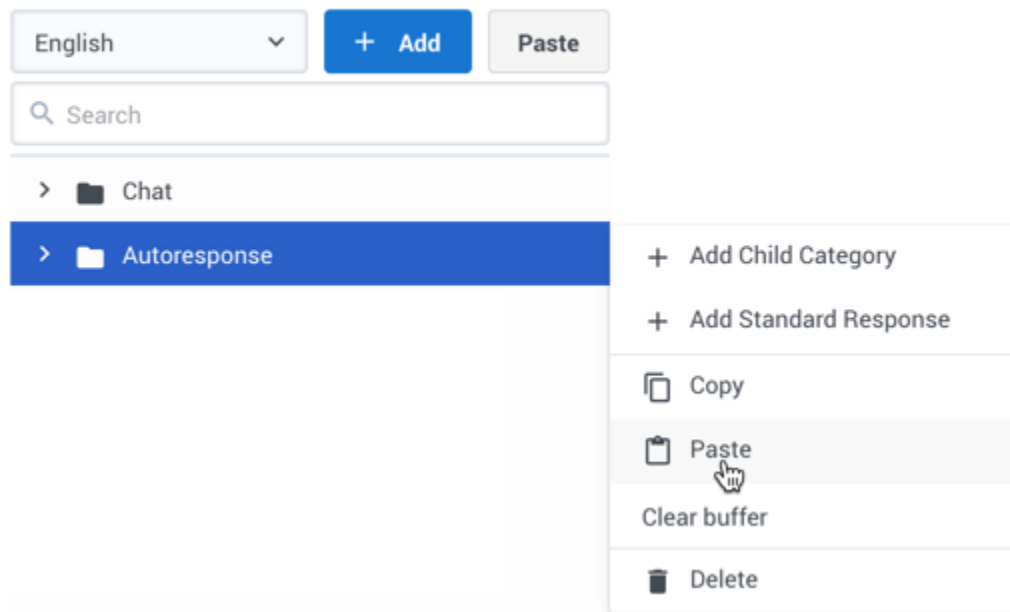 English + Add Paste
Search
Chat
Autoresponse
+ Add Child Category
+ Add Standard Response
Copy
Paste
Clear buffer
Delete